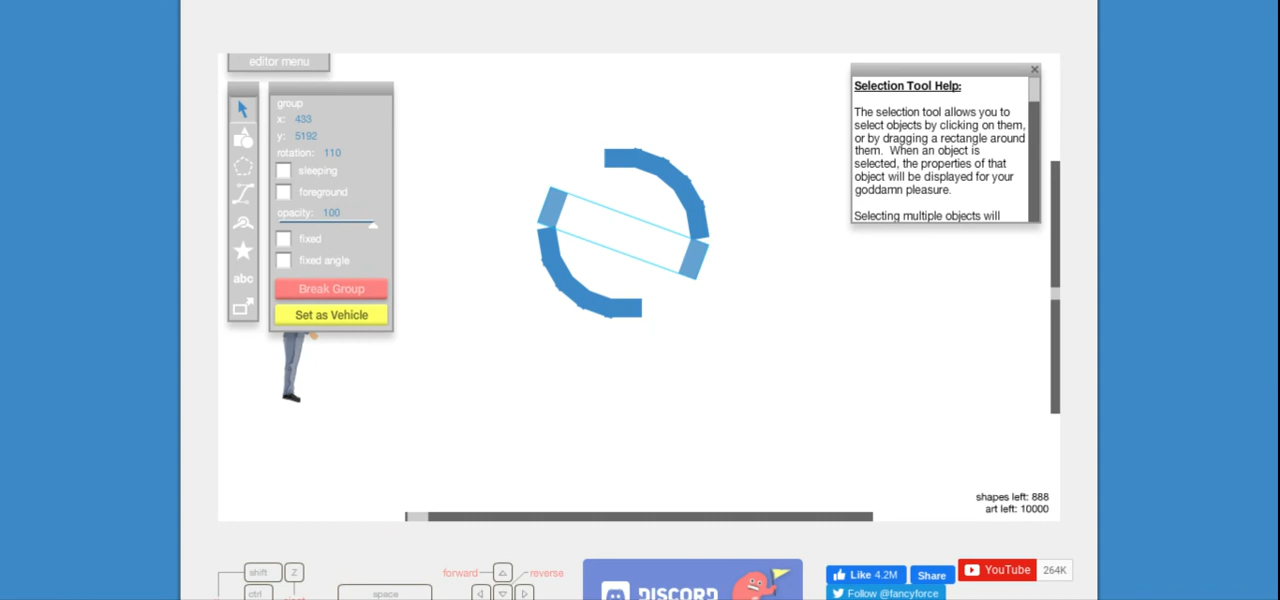 editor menu
group
x: 433
y: 5192
rotation: 110
sleeping
foreground
opacity: 100
fixed
fixed angle
Break Group
Set as Vehicle
abc
Selection Tool Help:
The selection tool allows you to
select objects by clicking on them,
or by dragging a rectangle around
them. When an object is
selected, the properties of that
object will be displayed for your
goddamn pleasure.
Selecting multiple objects will
shapes left: 888
art left: 10000
shift
Z
ctrl
space
forward
reverse
DISCORD
Like 4.2M
Share
Follow @fancyforce
YouTube
264K